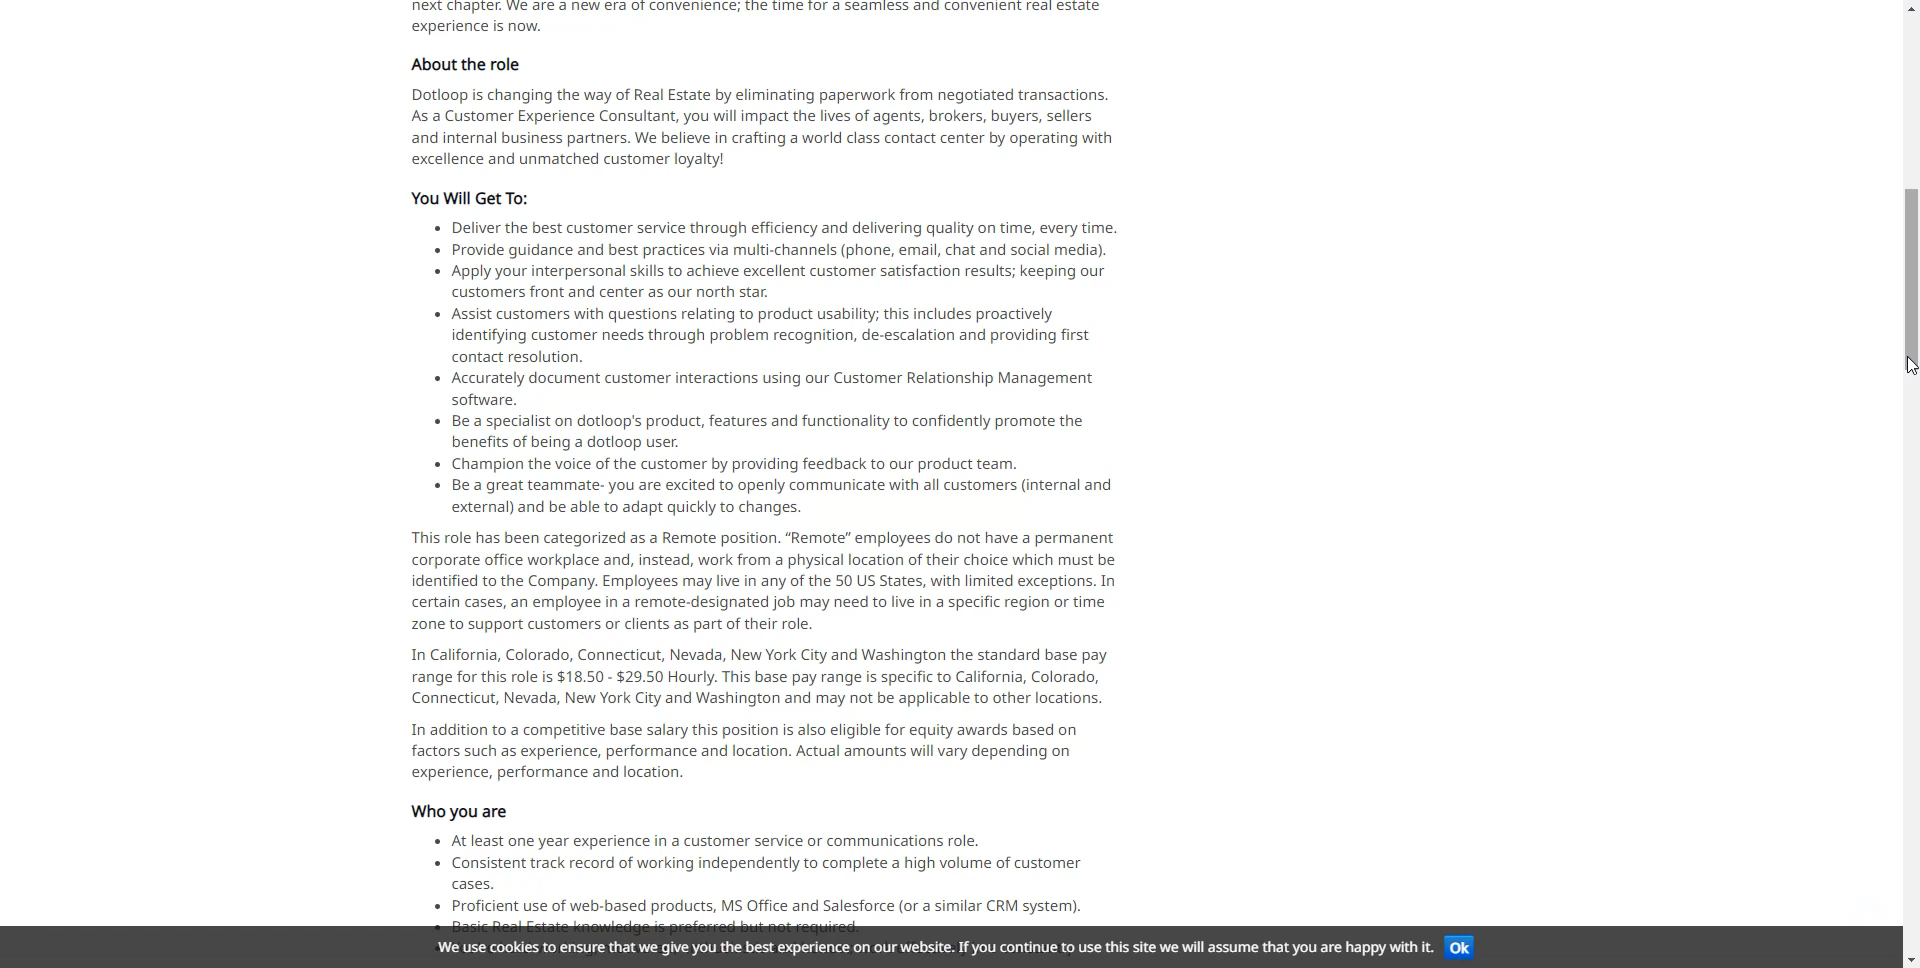 next chapter. We are a new era of convenience; the time for a seamless and convenient real estate
experience is now.
About the role
Dotloop is changing the way of Real Estate by eliminating paperwork from negotiated transactions.
As a Customer Experience Consultant, you will impact the lives of agents, brokers, buyers, sellers
and internal business partners. We believe in crafting a world class contact center by operating with
excellence and unmatched customer loyalty!
You Will Get To:
• Deliver the best customer service through efficiency and delivering quality on time, every time.
• Provide guidance and best practices via multi-channels (phone, email, chat and social media).
• Apply your interpersonal skills to achieve excellent customer satisfaction results; keeping our
customers front and center as our north star.
• Assist customers with questions relating to product usability; this includes proactively
identifying customer needs through problem recognition, de-escalation and providing first
contact resolution.
• Accurately document customer interactions using our Customer Relationship Management
software.
• Be a specialist on dotloop's product, features and functionality to confidently promote the
benefits of being a dotloop user.
• Champion the voice of the customer by providing feedback to our product team.
• Be a great teammate- you are excited to openly communicate with all customers (internal and
external) and be able to adapt quickly to changes.
This role has been categorized as a Remote position. “Remote” employees do not have a permanent
corporate office workplace and, instead, work from a physical location of their choice which must be
identified to the Company. Employees may live in any of the 50 US States, with limited exceptions. In
certain cases, an employee in a remote-designated job may need to live in a specific region or time
zone to support customers or clients as part of their role.
In California, Colorado, Connecticut, Nevada, New York City and Washington the standard base pay
range for this role is $18.50 - $29.50 Hourly. This base pay range is specific to California, Colorado,
Connecticut, Nevada, New York City and Washington and may not be applicable to other locations.
In addition to a competitive base salary this position is also eligible for equity awards based on
factors such as experience, performance and location. Actual amounts will vary depending on
experience, performance and location.
Who you are
• At least one year experience in a customer service or communications role.
• Consistent track record of working independently to complete a high volume of customer
cases.
• Proficient use of web-based products, MS Office and Salesforce (or a similar CRM system).
• Basic Real Estate knowledge is preferred but not required.
We use cookies to ensure that we give you the best experience on our website. If you continue to use this site we will assume that you are happy with it. Ok